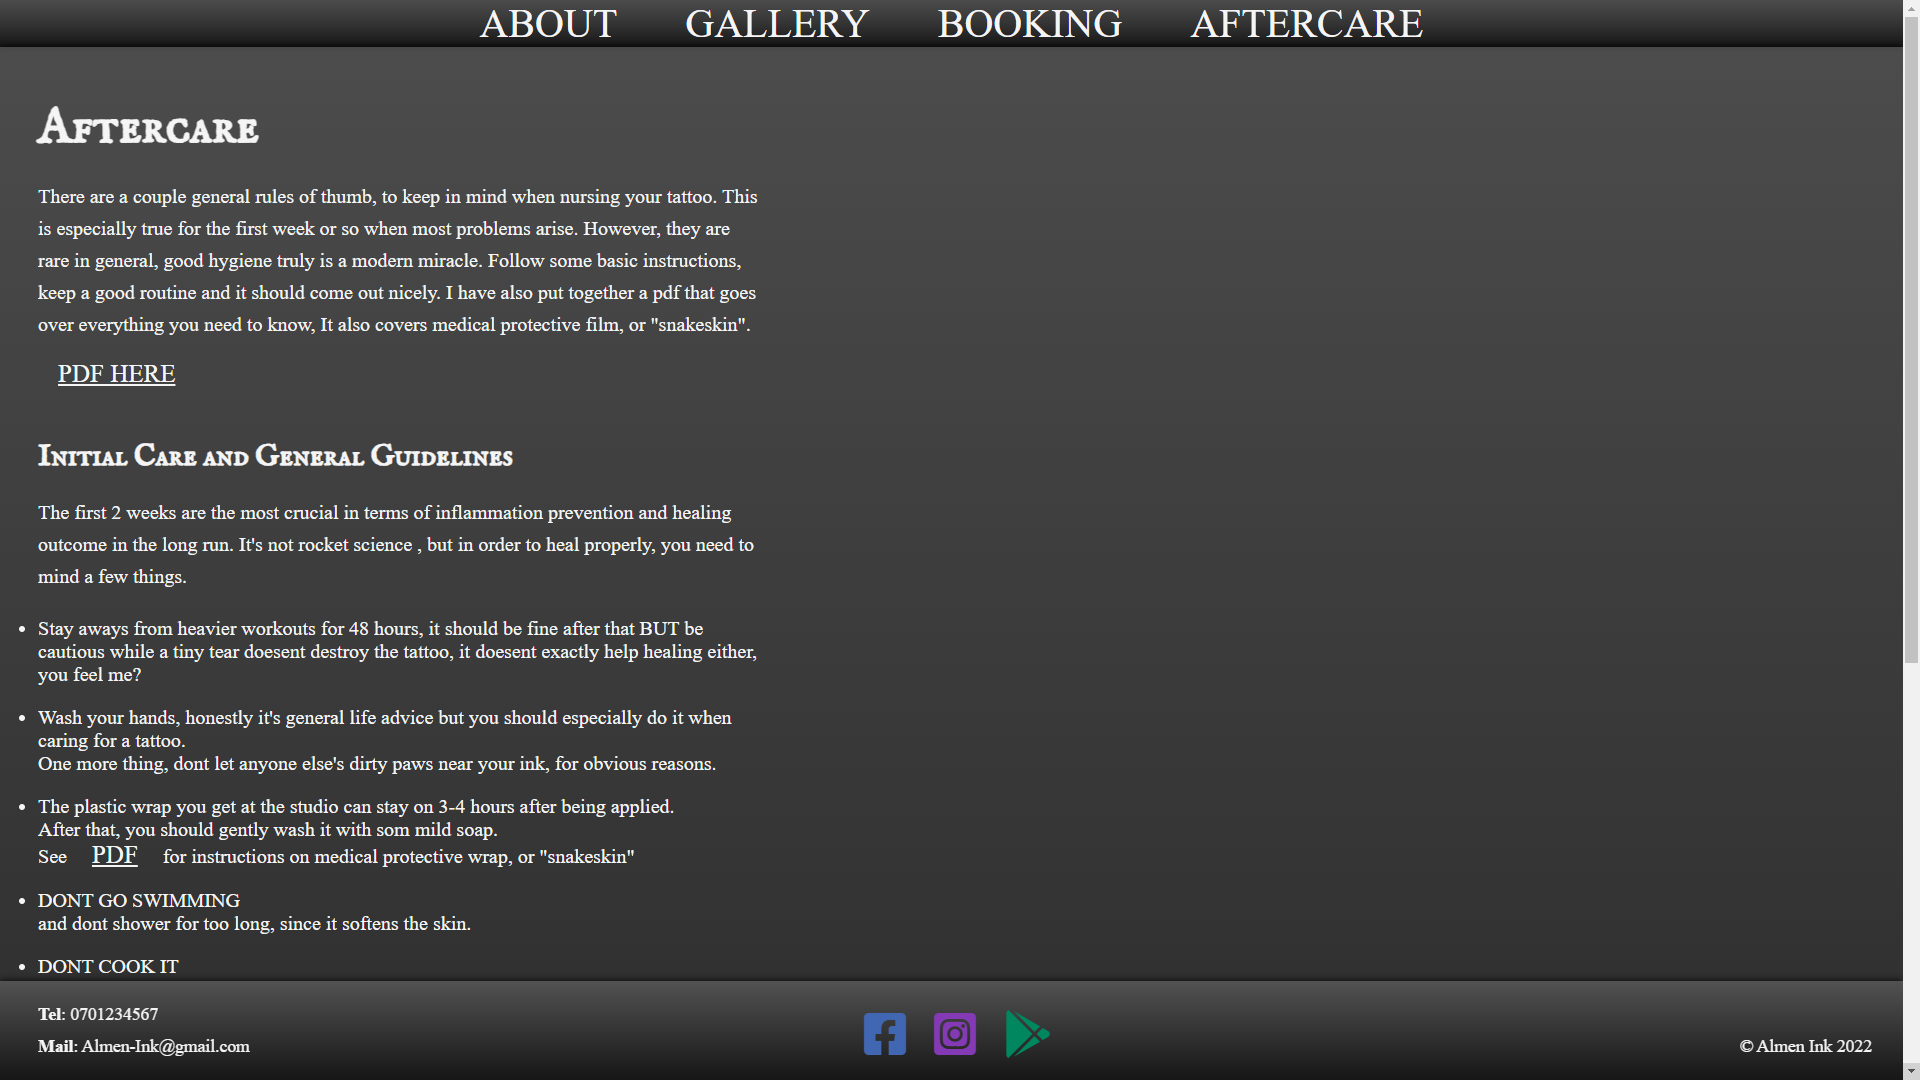 ABOUT GALLERY BOOKING AFTERCARE
Aftercare
There are a couple general rules of thumb, to keep in mind when nursing your tattoo. This
is especially true for the first week or so when most problems arise. However, they are
rare in general, good hygiene truly is a modern miracle. Follow some basic instructions,
keep a good routine and it should come out nicely. I have also put together a pdf that goes
over everything you need to know, It also covers medical protective film, or "snakeskin".
PDF HERE
Initial Care and General Guidelines
The first 2 weeks are the most crucial in terms of inflammation prevention and healing
outcome in the long run. It's not rocket science , but in order to heal properly, you need to
mind a few things.
• Stay aways from heavier workouts for 48 hours, it should be fine after that BUT be
cautious while a tiny tear doesent destroy the tattoo, it doesent exactly help healing either,
you feel me?
• Wash your hands, honestly it's general life advice but you should especially do it when
caring for a tattoo.
One more thing, dont let anyone else's dirty paws near your ink, for obvious reasons.
• The plastic wrap you get at the studio can stay on 3-4 hours after being applied.
After that, you should gently wash it with som mild soap.
See PDF for instructions on medical protective wrap, or "snakeskin"
• DONT GO SWIMMING
and dont shower for too long, since it softens the skin.
• DONT COOK IT
Tel: 0701234567
Mail: Almen-Ink@gmail.com
© Almen Ink 2022